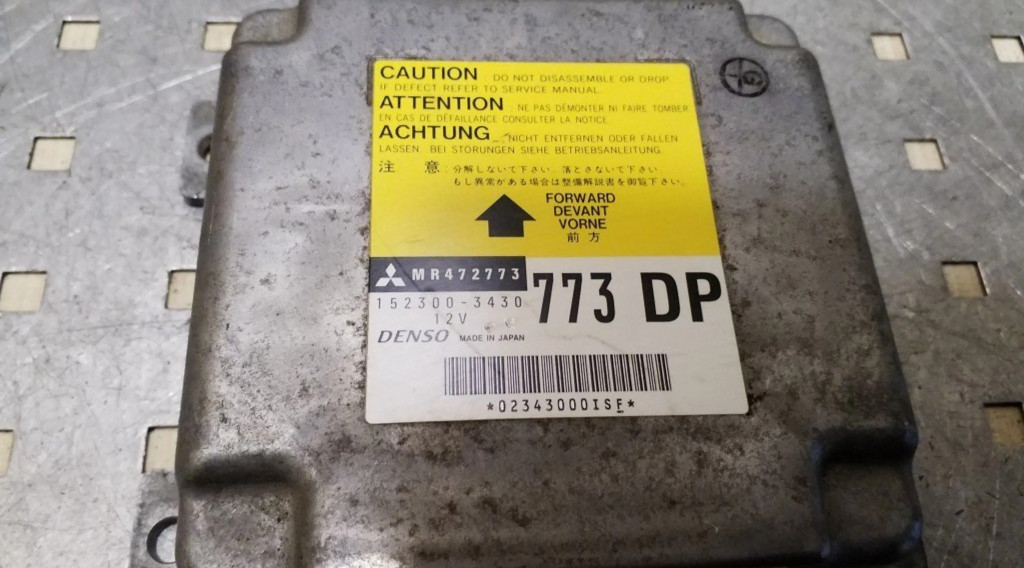 CAUTION DO NOT DISASSEMBLE OR DROP.
IF DEFECT REFER TO SERVICE MANUAL.
ATTENTION NE PAS DÉMONTER NI FAIRE TOMBER.
EN CAS DE DÉFAILLANCE CONSULTER LA NOTICE.
ACHTUNG NICHT ENTFERNEN ODER FALLEN
LASSEN. BEI STÖRUNGEN SIEHE BETRIEBSANLEITUNG.
注意 : 分解しないで下さい。落とさないで下さい。
もし異常がある場合は整備解説書を御覧下さい。
FORWARD
DEVANT
VORNE
前方
MR472773
152300-3430
12V
773 DP
DENSO MADE IN JAPAN
*02343000ISF*